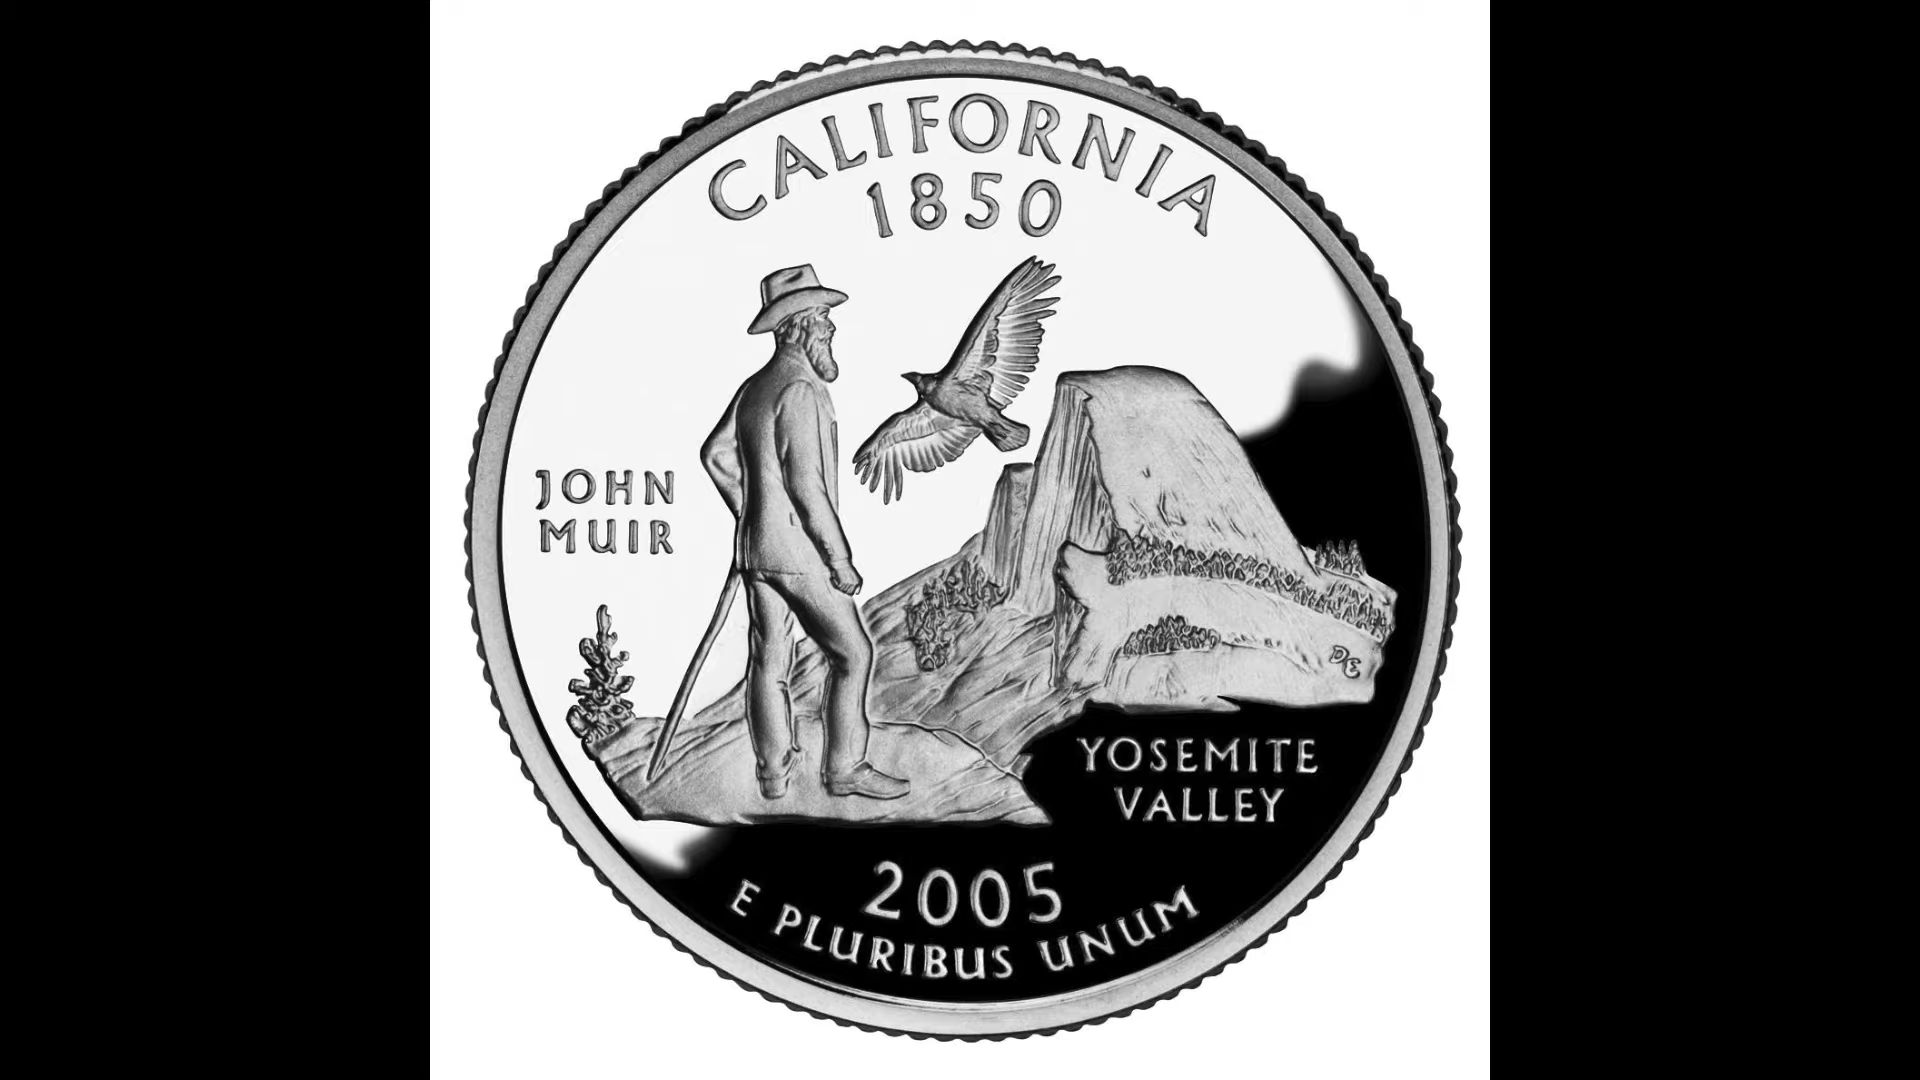 CALIFORNIA
1850
JOHN
MUIR
DE
YOSEMITE
VALLEY
2005
E PLURIBUS UNUM